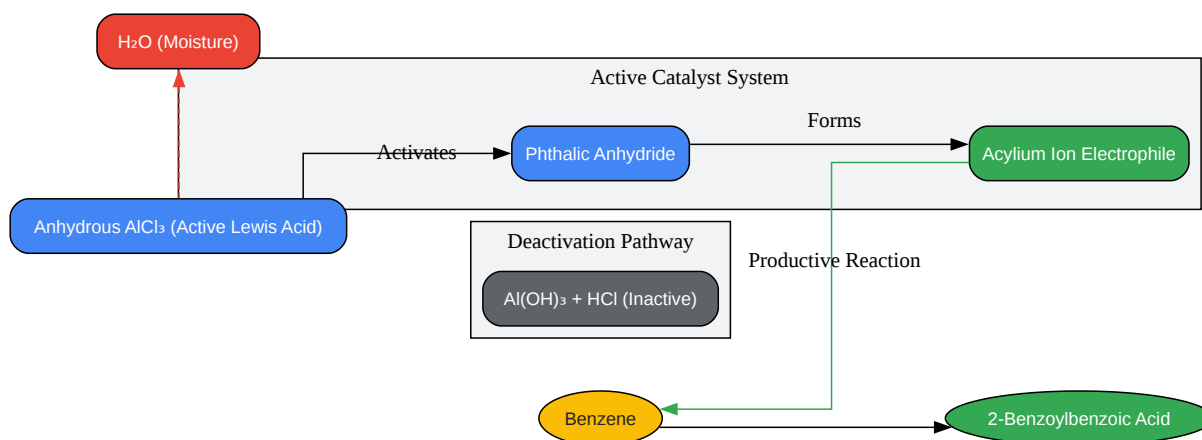 H₂O (Moisture)
Active Catalyst System
Activates
Phthalic Anhydride
Forms
Acylium Ion Electrophile
Anhydrous AlCl₃ (Active Lewis Acid)
Deactivation Pathway
Al(OH)₃ + HCl (Inactive)
Productive Reaction
Benzene
2-Benzoylbenzoic Acid